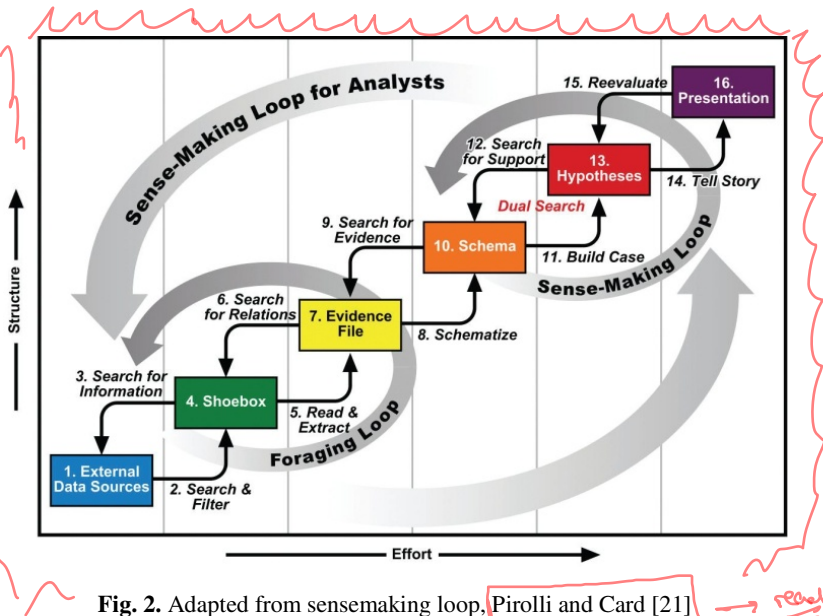 Sense-Making Loop for Analysts
15. Reevaluate
16.
Presentation
12. Search
for Support
13.
Hypotheses
14. Tell Story
Dual Search
9. Search for
Evidence
10. Schema
11. Build Case
Sense-Making Loop
6. Search
for Relations
7. Evidence
File
8. Schematize
3. Search for
Information
4. Shoebox
5. Read &
Extract
Foraging Loop
1. External
Data Sources
2. Search &
Filter
Structure
Effort
Fig. 2. Adapted from sensemaking loop, Pirolli and Card [21]